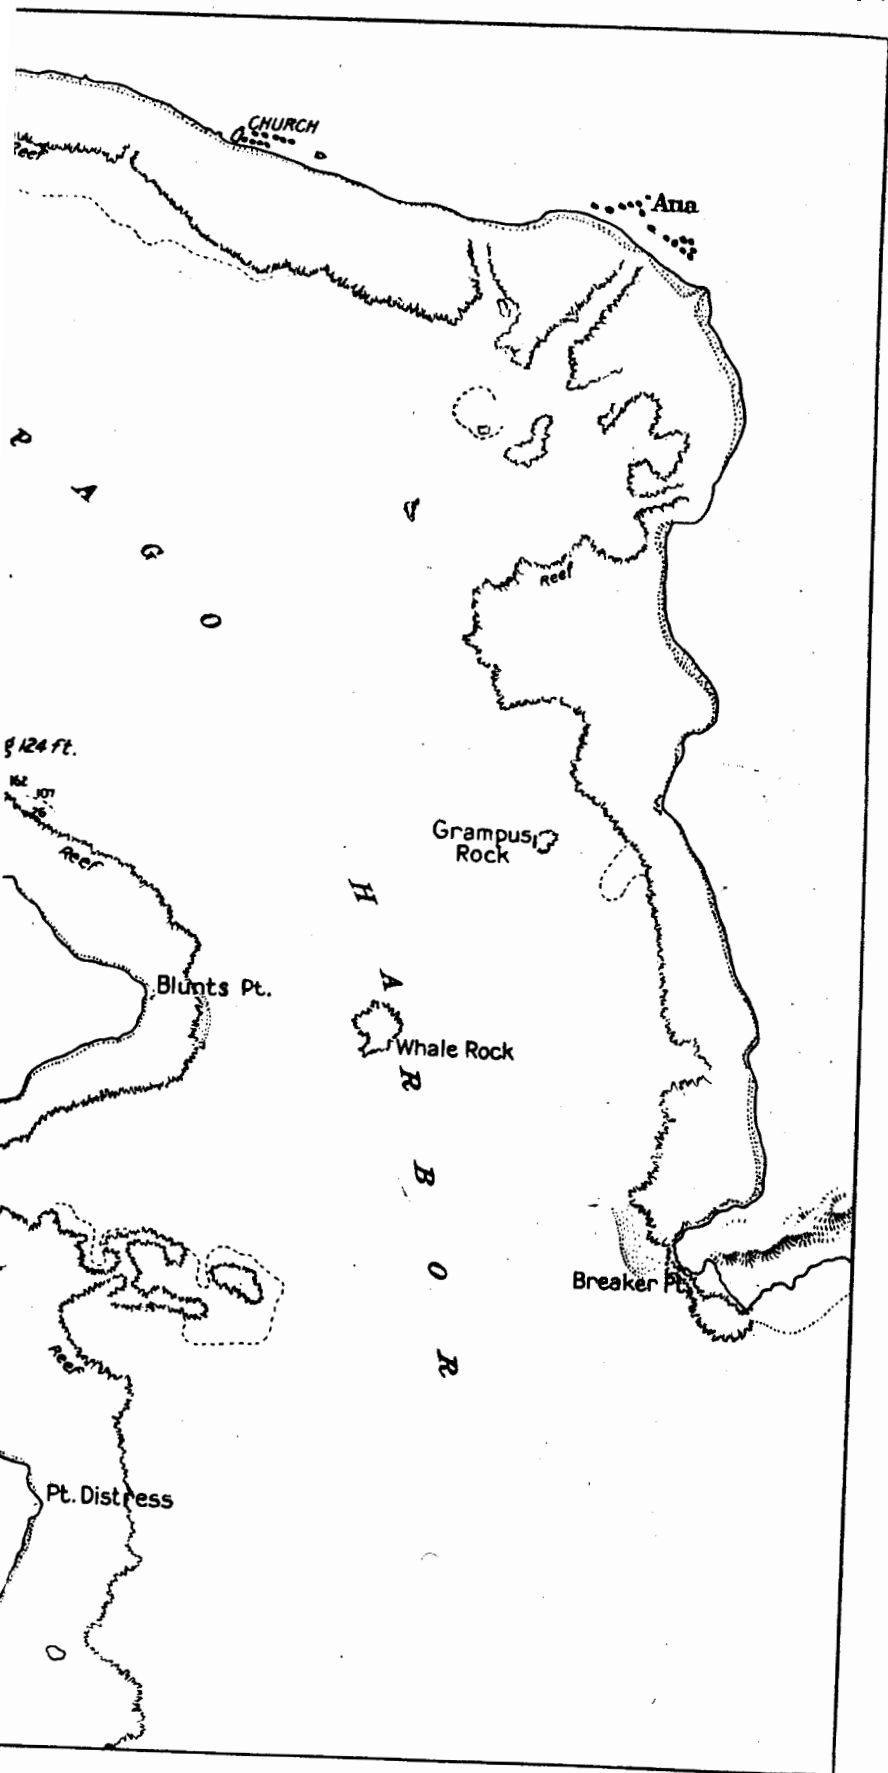 CHURCH
Reef
Ana
R
A
G
O
Reef
g 124 ft.
162
107
26
Reef
Grampus
Rock
H
A
R
B
O
R
Blunts Pt.
Whale Rock
Breaker Pt.
Reef
Pt. Distress